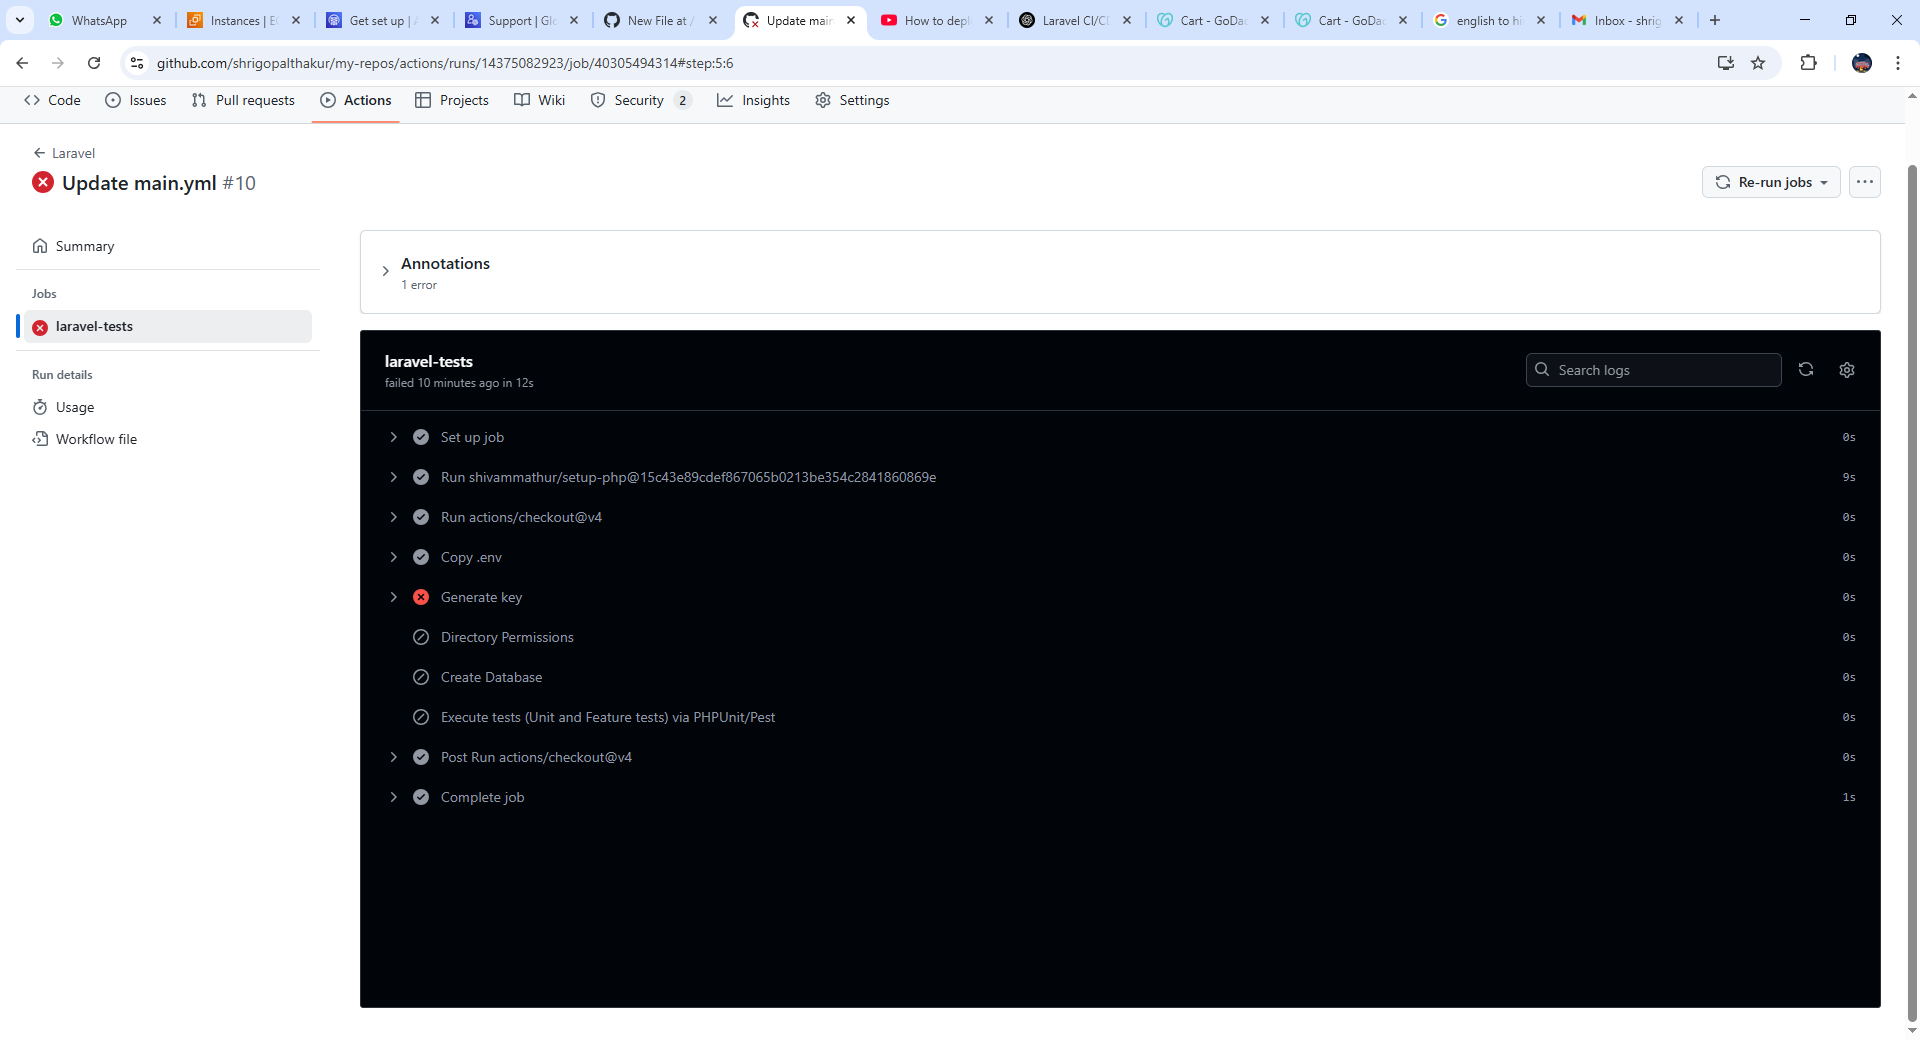 WhatsApp
Instances | E
Get set up | A
Support | Glo
New File at /
Update main
How to depl
Laravel CI/CD
Cart - GoDad
Cart - GoDad
english to hi
Inbox - shrig
github.com/shrigopalthakur/my-repos/actions/runs/14375082923/job/40305494314#step:5:6
Code
Issues
Pull requests
Actions
Projects
Wiki
Security 2
Insights
Settings
Laravel
Update main.yml #10
Re-run jobs
Summary
Jobs
laravel-tests
Run details
Usage
Workflow file
Annotations
1 error
laravel-tests
failed 10 minutes ago in 12s
Search logs
Set up job 0s
Run shivammathur/setup-php@15c43e89cdef867065b0213be354c2841860869e 9s
Run actions/checkout@v4 0s
Copy .env 0s
Generate key 0s
Directory Permissions 0s
Create Database 0s
Execute tests (Unit and Feature tests) via PHPUnit/Pest 0s
Post Run actions/checkout@v4 0s
Complete job 1s